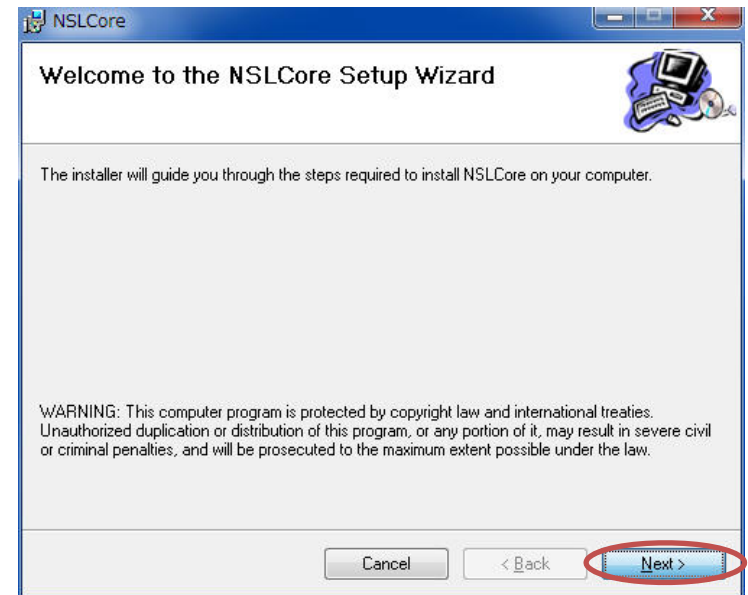 NSLCore
Welcome to the NSLCore Setup Wizard
The installer will guide you through the steps required to install NSLCore on your computer.
WARNING: This computer program is protected by copyright law and international treaties.
Unauthorized duplication or distribution of this program, or any portion of it, may result in severe civil
or criminal penalties, and will be prosecuted to the maximum extent possible under the law.
Cancel
< Back
Next >